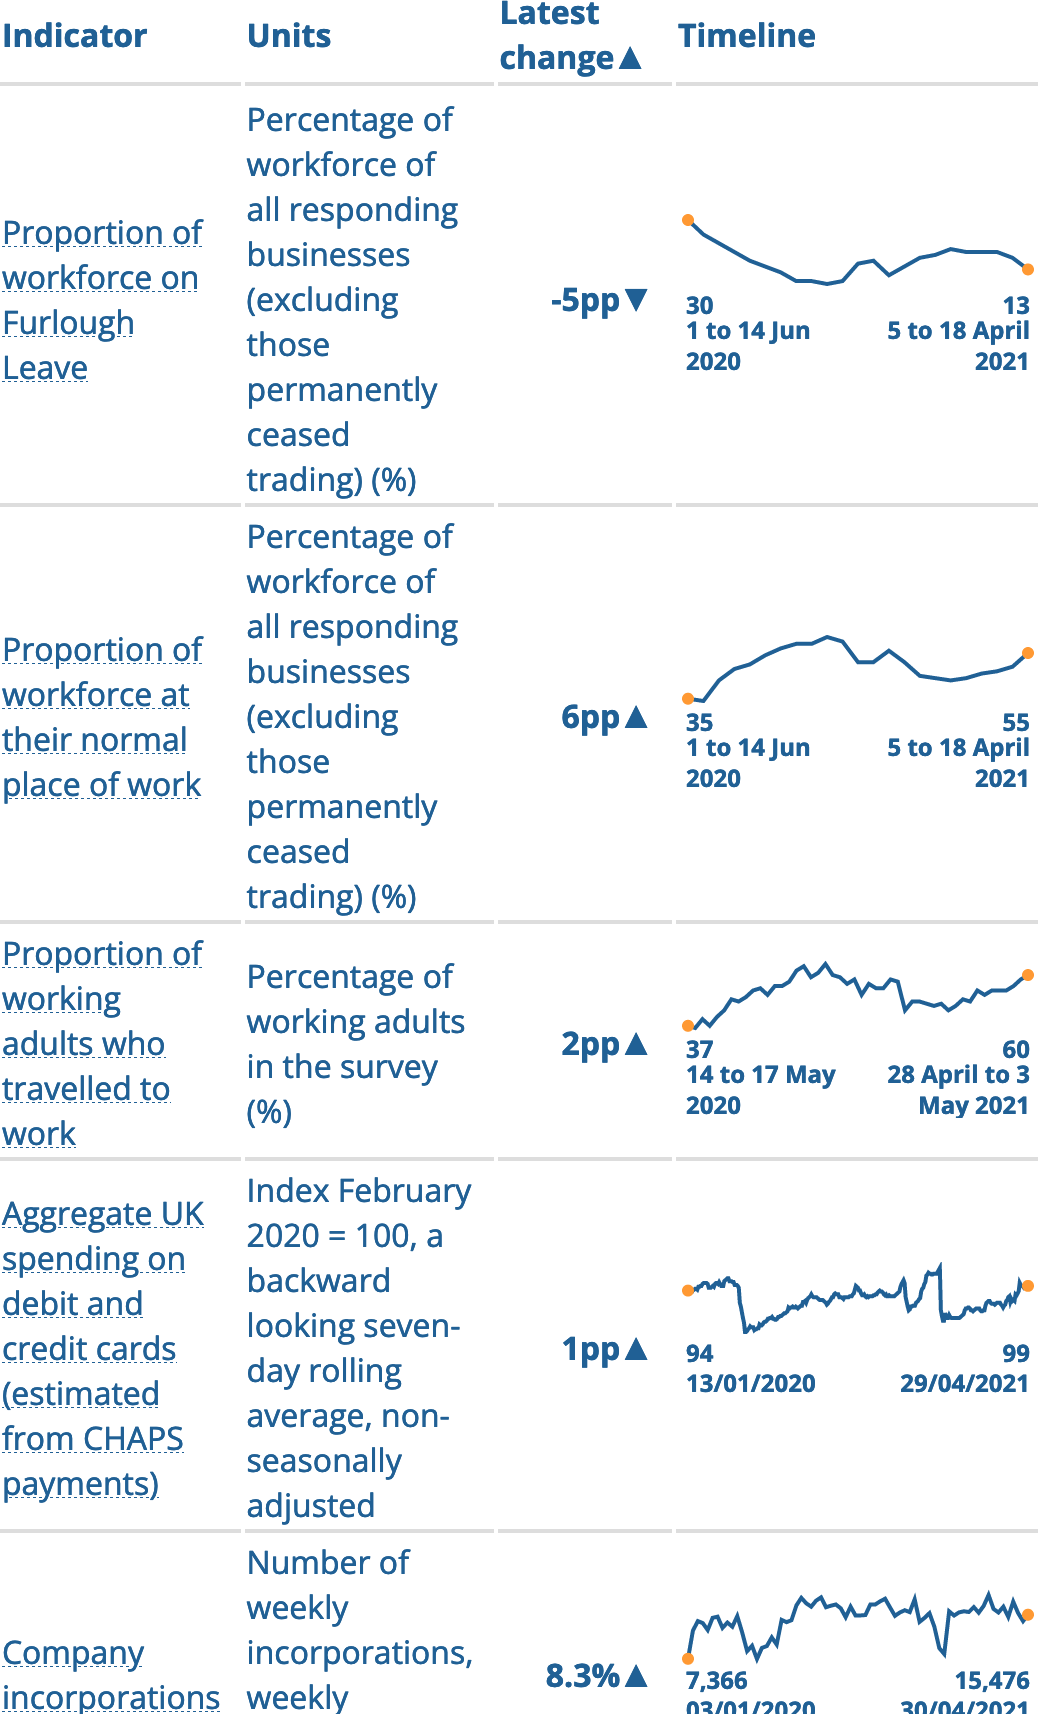 Indicator
Units
Latest
change▲
Timeline
Proportion of
workforce on
Furlough
Leave
Percentage of
workforce of
all responding
businesses
(excluding
those
permanently
ceased
trading) (%)
-5pp▼
30
1 to 14 Jun
2020
13
5 to 18 April
2021
Proportion of
workforce at
their normal
place of work
Percentage of
workforce of
all responding
businesses
(excluding
those
permanently
ceased
trading) (%)
6pp▲
35
1 to 14 Jun
2020
55
5 to 18 April
2021
Proportion of
working
adults who
travelled to
work
Percentage of
working adults
in the survey
(%)
2pp▲
37
14 to 17 May
2020
60
28 April to 3
May 2021
Aggregate UK
spending on
debit and
credit cards
(estimated
from CHAPS
payments)
Index February
2020 = 100, a
backward
looking seven-
day rolling
average, non-
seasonally
adjusted
1pp▲
94
13/01/2020
99
29/04/2021
Company
incorporations
Number of
weekly
incorporations,
weekly
8.3%▲
7,366
03/01/2020
15,476
30/04/2021